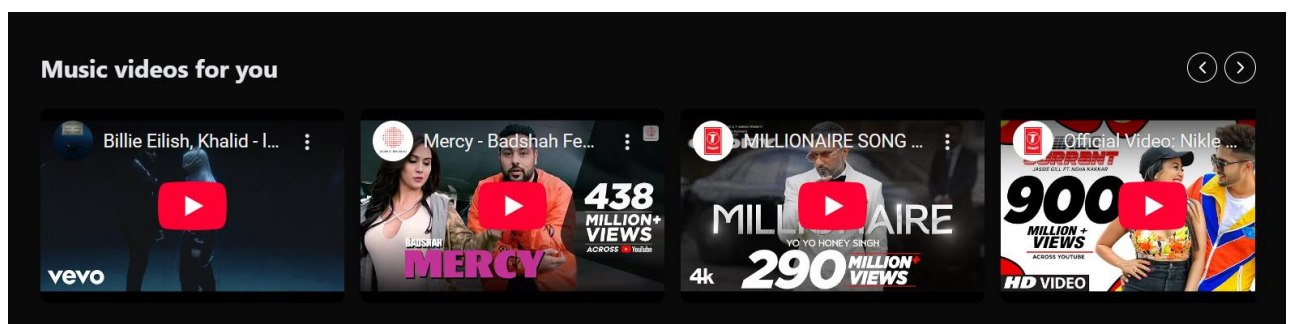 Music videos for you
Billie Eilish, Khalid - l...
vevo
Mercy - Badshah Fe...
438
MILLION+
VIEWS
ACROSS YouTube
BADSHAH
MERCY
MILLIONAIRE SONG ...
MILLIONAIRE
YO YO HONEY SINGH
4k
290 MILLION+
VIEWS
Official Video: Nikle ...
CURRENT
JASSIE GILL FT. NEHA KAKKAR
900
MILLION +
VIEWS
ACROSS YOUTUBE
HD VIDEO